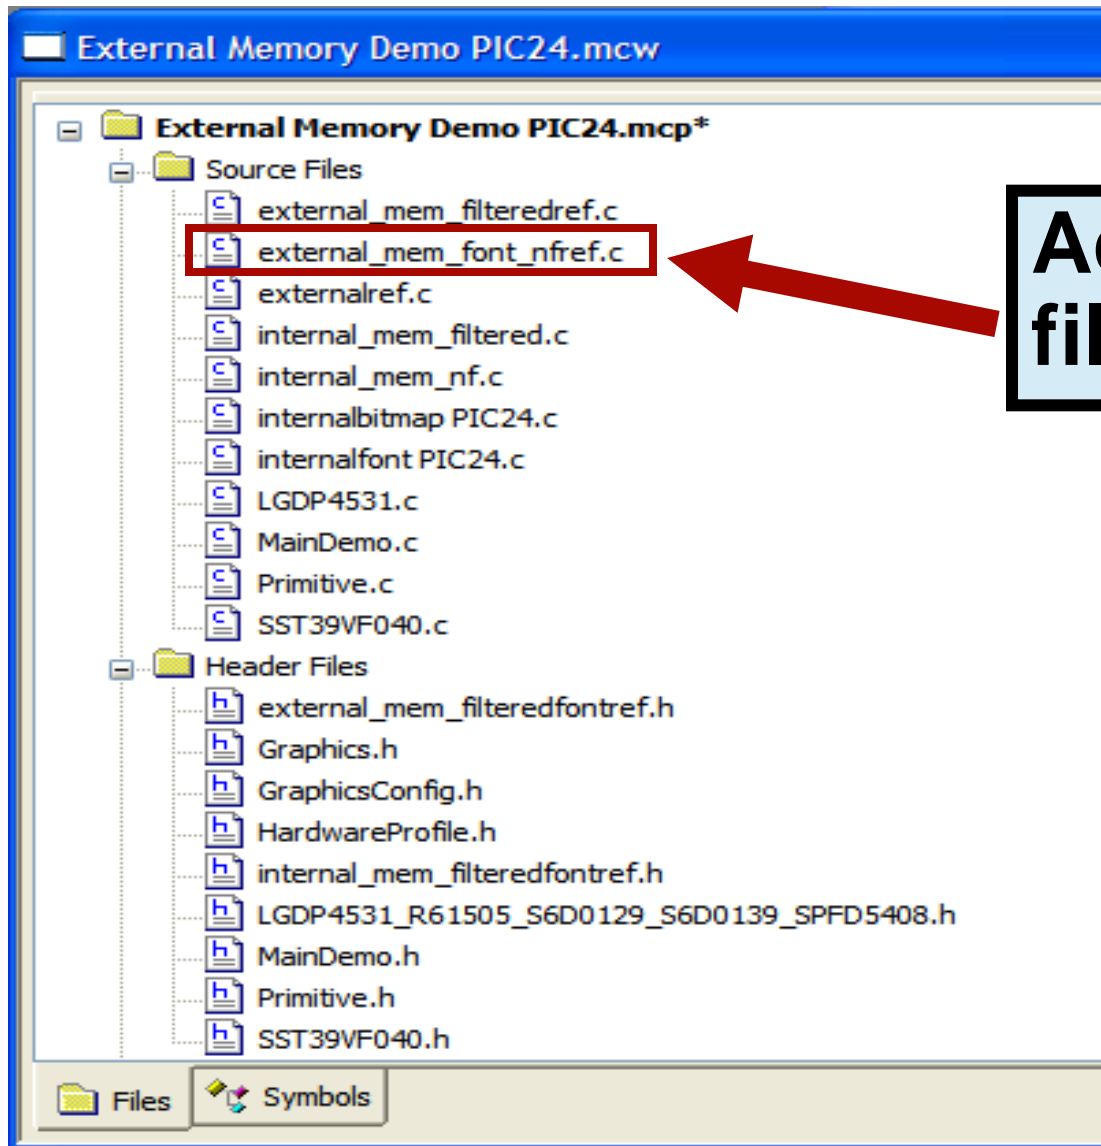 External Memory Demo PIC24.mcw
External Memory Demo PIC24.mcp*
Source Files
external_mem_filteredref.c
external_mem_font_nfref.c
externalref.c
internal_mem_filtered.c
internal_mem_nf.c
internalbitmap PIC24.c
internalfont PIC24.c
LGDP4531.c
MainDemo.c
Primitive.c
SST39VF040.c
Header Files
external_mem_filteredfontref.h
Graphics.h
GraphicsConfig.h
HardwareProfile.h
internal_mem_filteredfontref.h
LGDP4531_R61505_S6D0129_S6D0139_SPFD5408.h
MainDemo.h
Primitive.h
SST39VF040.h
Files Symbols